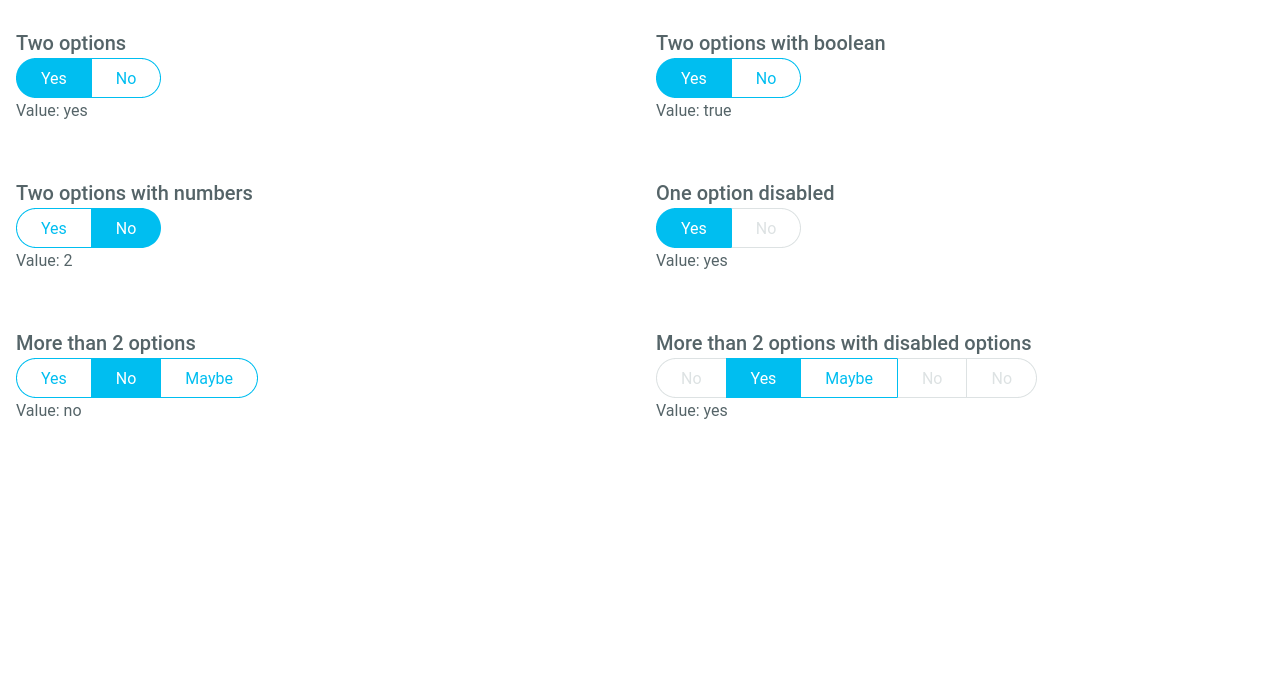 Two options
Yes No
Value: yes
Two options with boolean
Yes No
Value: true
Two options with numbers
Yes No
Value: 2
One option disabled
Yes No
Value: yes
More than 2 options
Yes No Maybe
Value: no
More than 2 options with disabled options
No Yes Maybe No No
Value: yes